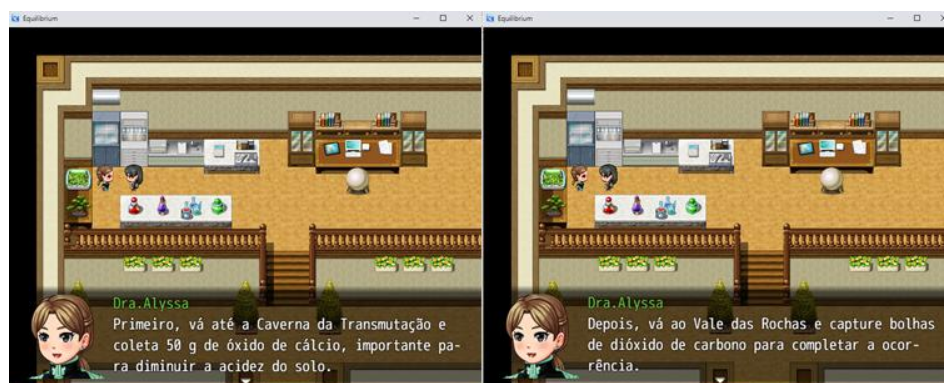 Equilibrium
Dra.Alyssa
Primeiro, vá até a Caverna da Transmutação e
coleta 50 g de óxido de cálcio, importante pa-
ra diminuir a acidez do solo.
Equilibrium
Dra.Alyssa
Depois, vá ao Vale das Rochas e capture bolhas
de dióxido de carbono para completar a ocor-
rência.